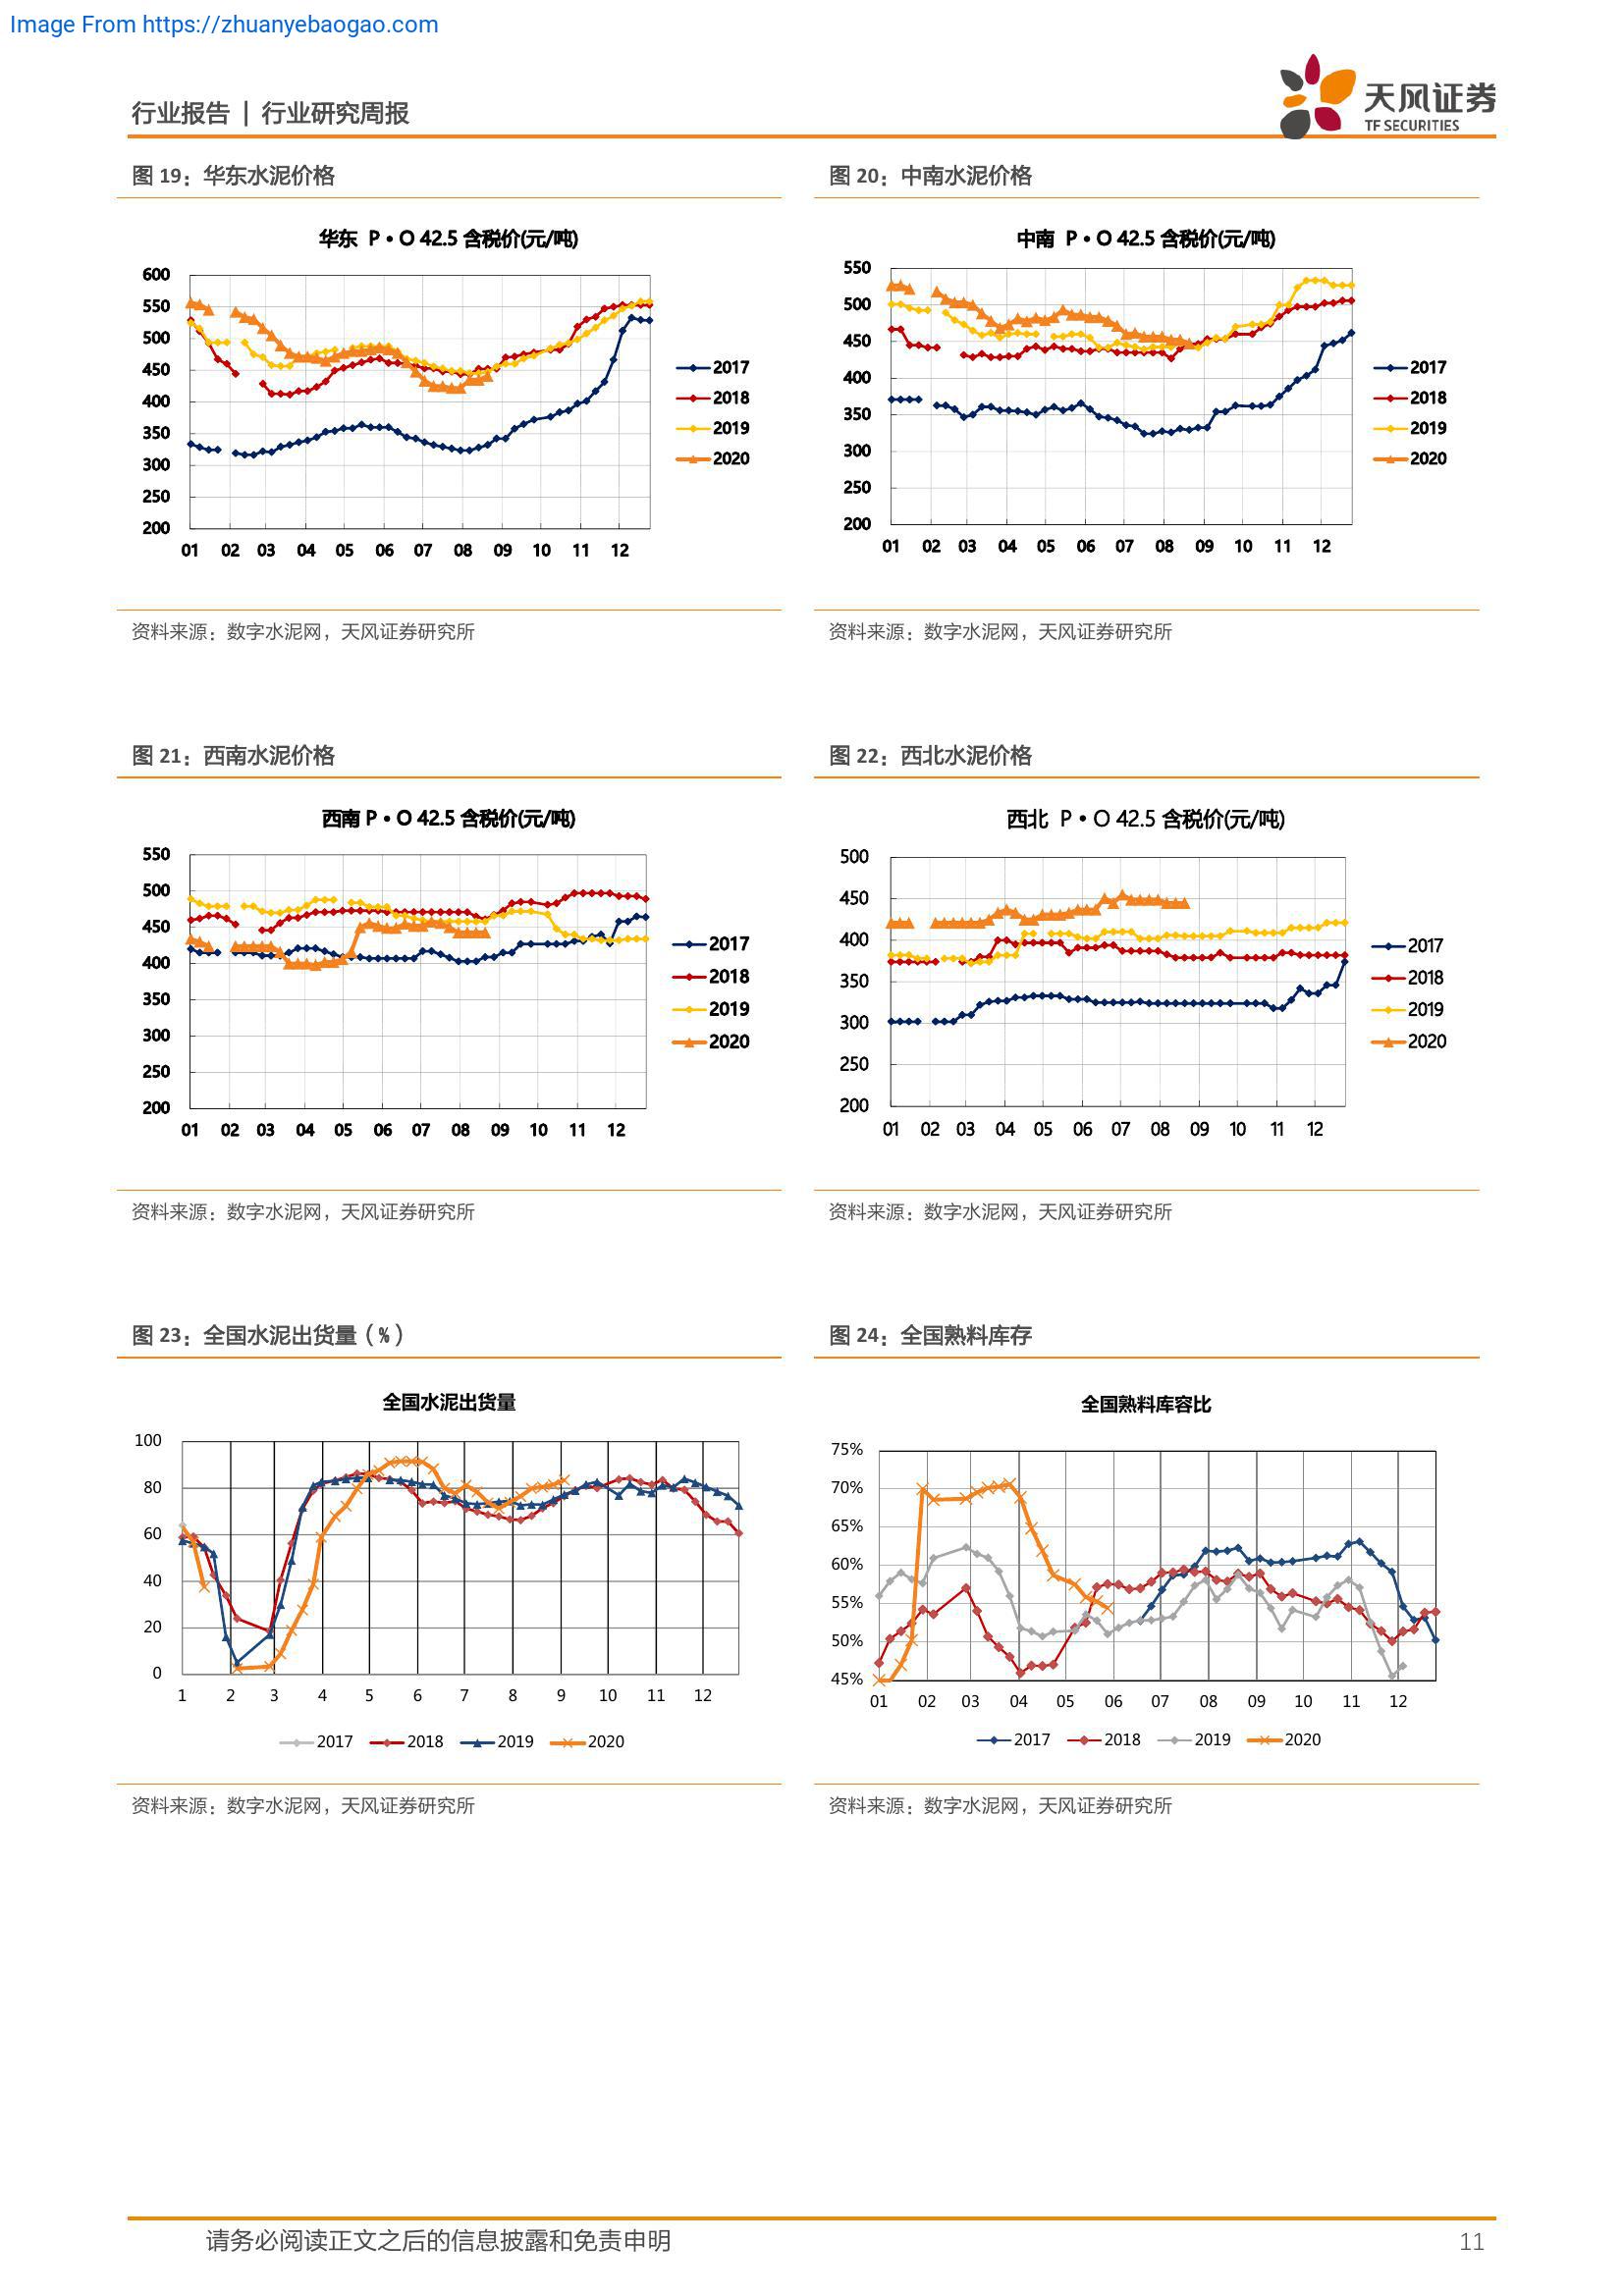 Image From https://zhuanyebaogao.com
行业报告 | 行业研究周报
天风证券
TF SECURITIES
图 19：华东水泥价格
华东 P•O 42.5 含税价(元/吨)
600
550
500
450
400
350
300
250
200
01 02 03 04 05 06 07 08 09 10 11 12
2017
2018
2019
2020
资料来源：数字水泥网，天风证券研究所
图 20：中南水泥价格
中南 P•O 42.5 含税价(元/吨)
550
500
450
400
350
300
250
200
01 02 03 04 05 06 07 08 09 10 11 12
2017
2018
2019
2020
资料来源：数字水泥网，天风证券研究所
图 21：西南水泥价格
西南 P•O 42.5 含税价(元/吨)
550
500
450
400
350
300
250
200
01 02 03 04 05 06 07 08 09 10 11 12
2017
2018
2019
2020
资料来源：数字水泥网，天风证券研究所
图 22：西北水泥价格
西北 P•O 42.5 含税价(元/吨)
500
450
400
350
300
250
200
01 02 03 04 05 06 07 08 09 10 11 12
2017
2018
2019
2020
资料来源：数字水泥网，天风证券研究所
图 23：全国水泥出货量（%）
全国水泥出货量
100
80
60
40
20
0
1 2 3 4 5 6 7 8 9 10 11 12
2017 2018 2019 2020
资料来源：数字水泥网，天风证券研究所
图 24：全国熟料库存
全国熟料库容比
75%
70%
65%
60%
55%
50%
45%
01 02 03 04 05 06 07 08 09 10 11 12
2017 2018 2019 2020
资料来源：数字水泥网，天风证券研究所
请务必阅读正文之后的信息披露和免责申明
11